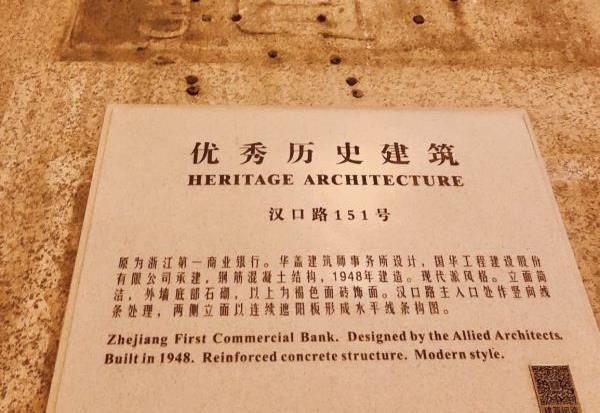 优秀历史建筑
HERITAGE ARCHITECTURE
汉口路151号
原为浙江第一商业银行。华盖建筑师事务所设计，国华工程建设股份
有限公司承建，钢筋混凝土结构，1948年建造。现代派风格。立面简
洁，外墙底部石砌，以上为褐色面砖饰面。汉口路主入口处作竖向线
条处理，两侧立面以连续遮阳板形成水平线条构图。
Zhejiang First Commercial Bank. Designed by the Allied Architects.
Built in 1948. Reinforced concrete structure. Modern style.